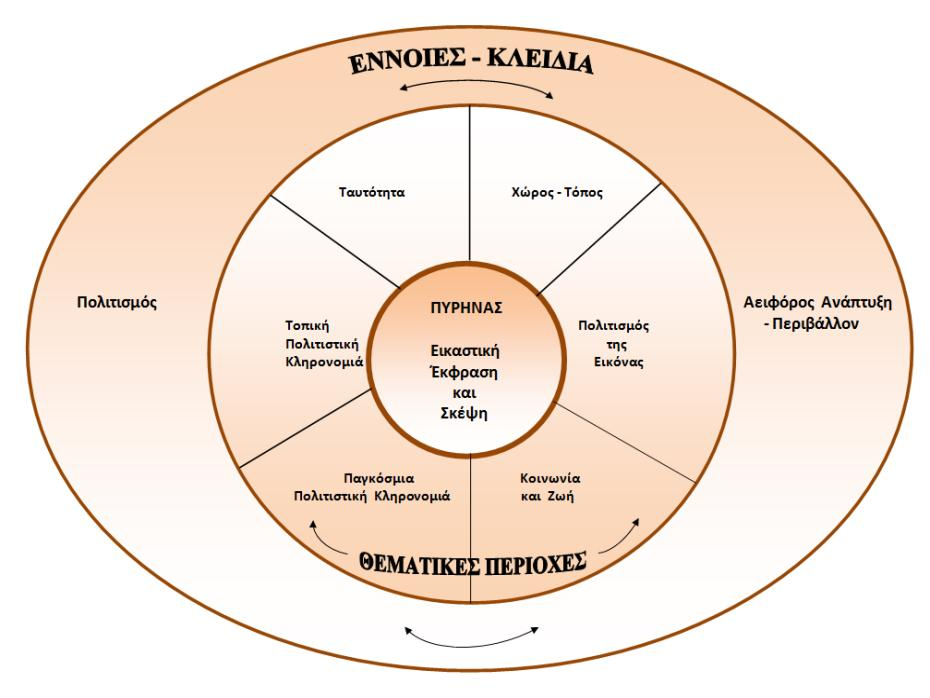 ΕΝΝΟΙΕΣ - ΚΛΕΙΔΙΑ
Ταυτότητα
Χώρος - Τόπος
Πολιτισμός
Αειφόρος Ανάπτυξη
- Περιβάλλον
Τοπική
Πολιτιστική
Κληρονομιά
ΠΥΡΗΝΑΣ
Εικαστική
Έκφραση
και
Σκέψη
Πολιτισμός
της
Εικόνας
Παγκόσμια
Πολιτιστική Κληρονομιά
Κοινωνία
και Ζωή
ΘΕΜΑΤΙΚΕΣ ΠΕΡΙΟΧΕΣ